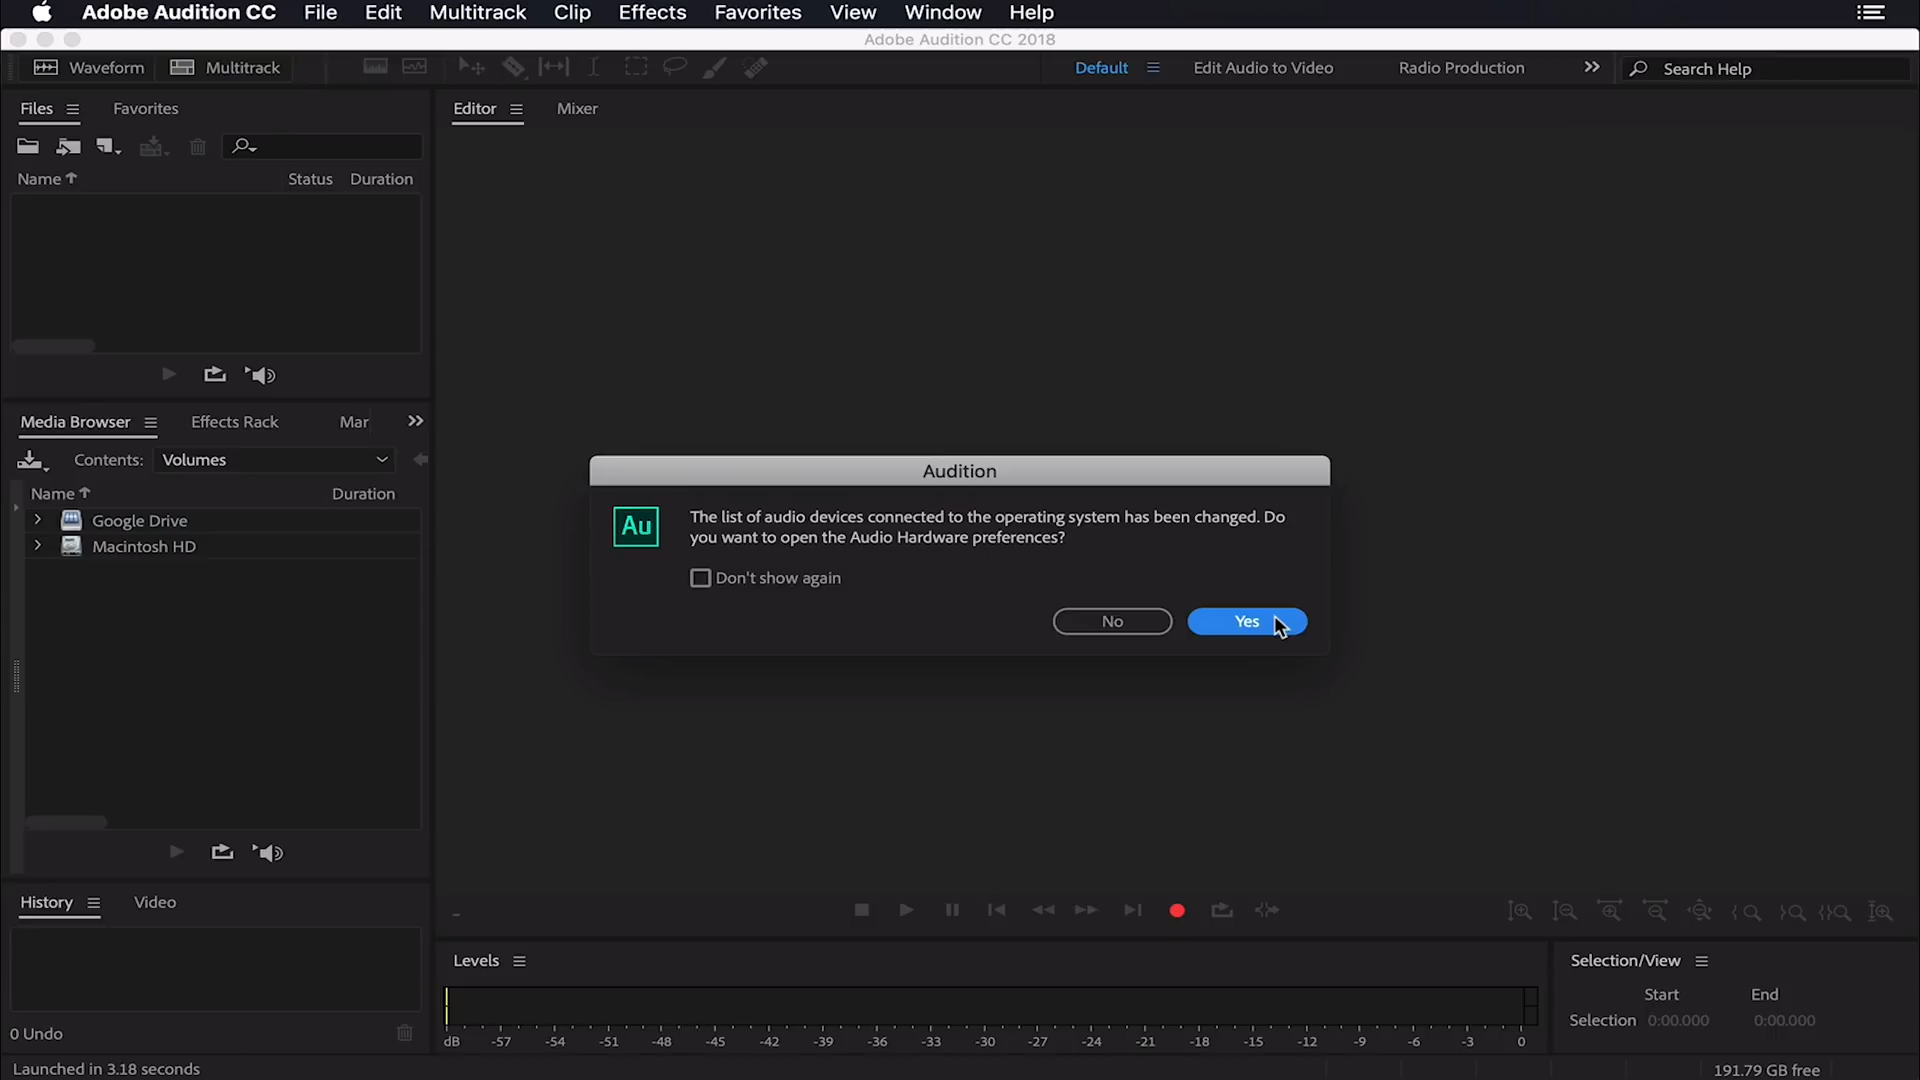 Adobe Audition CC File Edit Multitrack Clip Effects Favorites View Window Help
Adobe Audition CC 2018
Waveform Multitrack Default Edit Audio to Video Radio Production Search Help
Files Favorites
Name Status Duration
Editor Mixer
Media Browser Effects Rack Mar
Contents: Volumes
Name Duration
Google Drive
Macintosh HD
Audition
Au
The list of audio devices connected to the operating system has been changed. Do
you want to open the Audio Hardware preferences?
Don't show again
No Yes
History Video
0 Undo
Levels
dB -57 -54 -51 -48 -45 -42 -39 -36 -33 -30 -27 -24 -21 -18 -15 -12 -9 -6 -3 0
Selection/View
Start End
Selection 0:00.000 0:00.000
Launched in 3.18 seconds
191.79 GB free